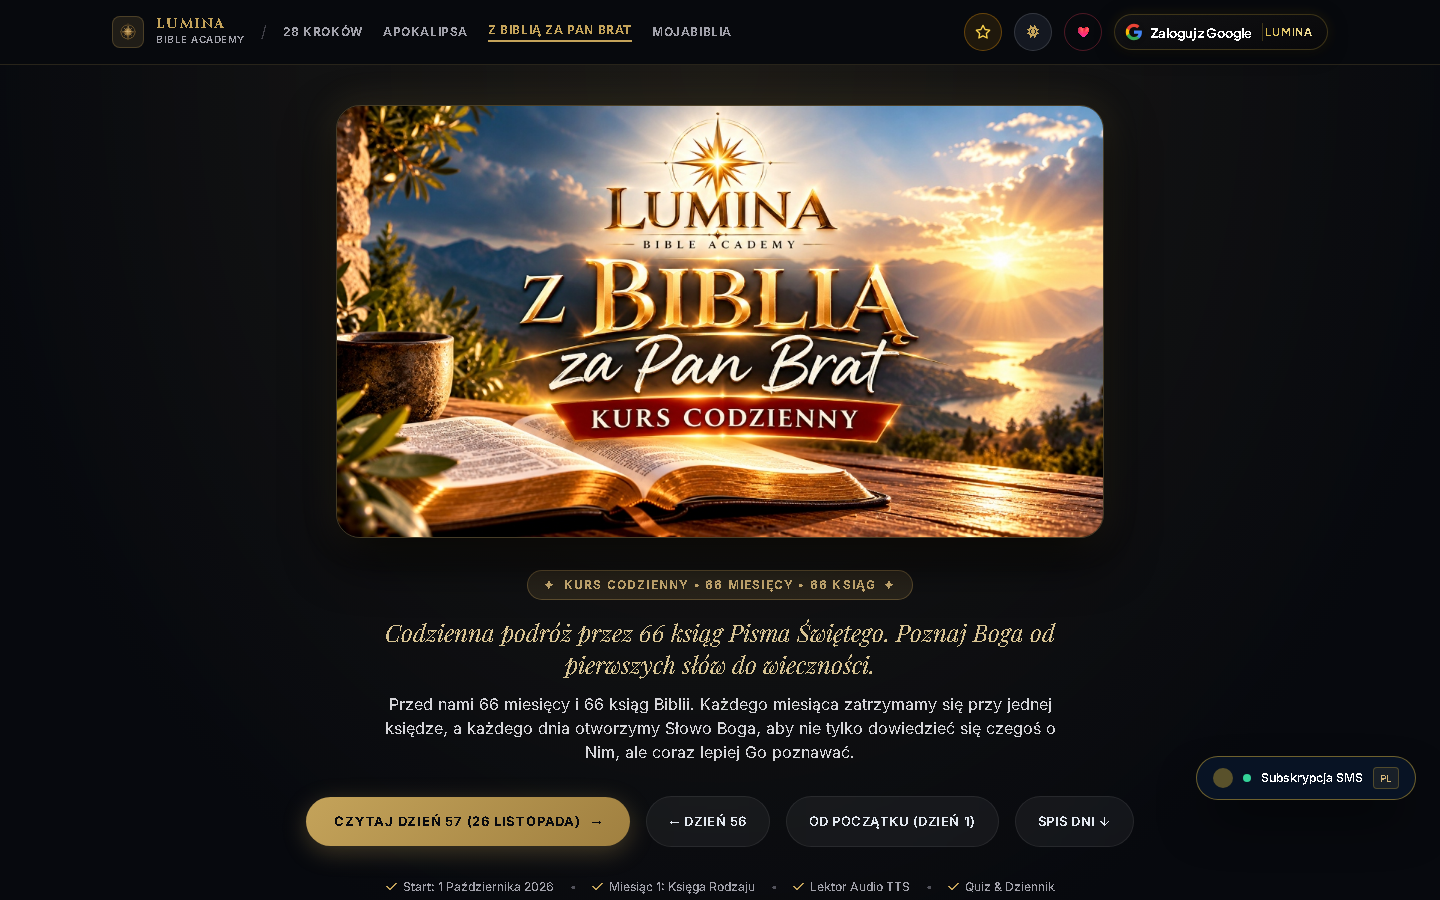 LUMINA
BIBLE ACADEMY
/
28 KROKÓW
APOKALIPSA
Z BIBLIĄ ZA PAN BRAT
MOJABIBLIA
Zaloguj z Google
LUMINA
LUMINA
BIBLE ACADEMY
Z BIBLIĄ
za Pan Brat
KURS CODZIENNY
✦ KURS CODZIENNY • 66 MIESIĘCY • 66 KSIĄG ✦
Codzienna podróż przez 66 ksiąg Pisma Świętego. Poznaj Boga od
pierwszych słów do wieczności.
Przed nami 66 miesięcy i 66 ksiąg Biblii. Każdego miesiąca zatrzymamy się przy jednej
księdze, a każdego dnia otworzymy Słowo Boga, aby nie tylko dowiedzieć się czegoś o
Nim, ale coraz lepiej Go poznawać.
Subskrypcja SMS PL
CZYTAJ DZIEŃ 57 (26 LISTOPADA) →
← DZIEŃ 56
OD POCZĄTKU (DZIEŃ 1)
SPIS DNI ↓
✓ Start: 1 Października 2026 • ✓ Miesiąc 1: Księga Rodzaju • ✓ Lektor Audio TTS • ✓ Quiz & Dziennik